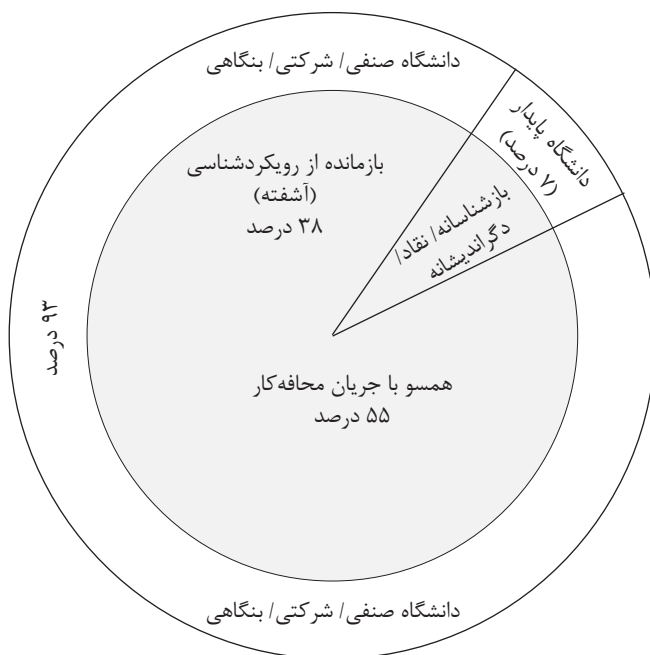 دانشگاه صنفی/ شرکتی/ بنگاهی
دانشگاه پایدار
(۷ درصد)
بازمانده از رویکردشناسی
(آشفته)
۳۸ درصد
بازشناسانه/ نقاد/
دگراندیشانه
۹۳ درصد
همسو با جریان محافه‌کار
۵۵ درصد
دانشگاه صنفی/ شرکتی/ بنگاهی